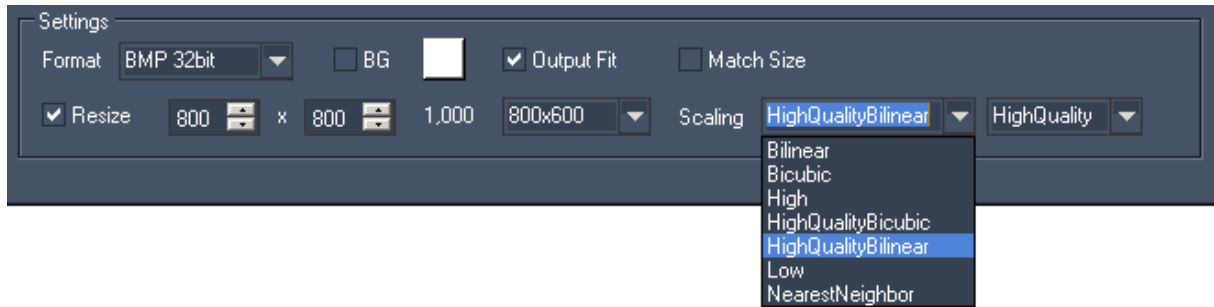 Settings
Format BMP 32bit BG Output Fit Match Size
Resize 800 x 800 1,000 800x600 Scaling HighQualityBilinear HighQuality
Bilinear
Bicubic
High
HighQualityBicubic
HighQualityBilinear
Low
NearestNeighbor